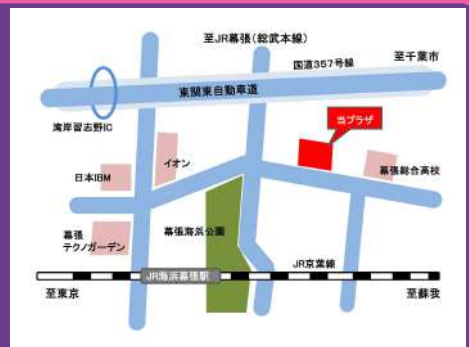 至JR幕張(総武本線)
国道357号線
至千葉市
東関東自動車道
湾岸習志野IC
当プラザ
イオン
日本IBM
幕張総合高校
幕張
テクノガーデン
幕張海浜公園
JR京葉線
JR海浜幕張駅
至東京
至蘇我